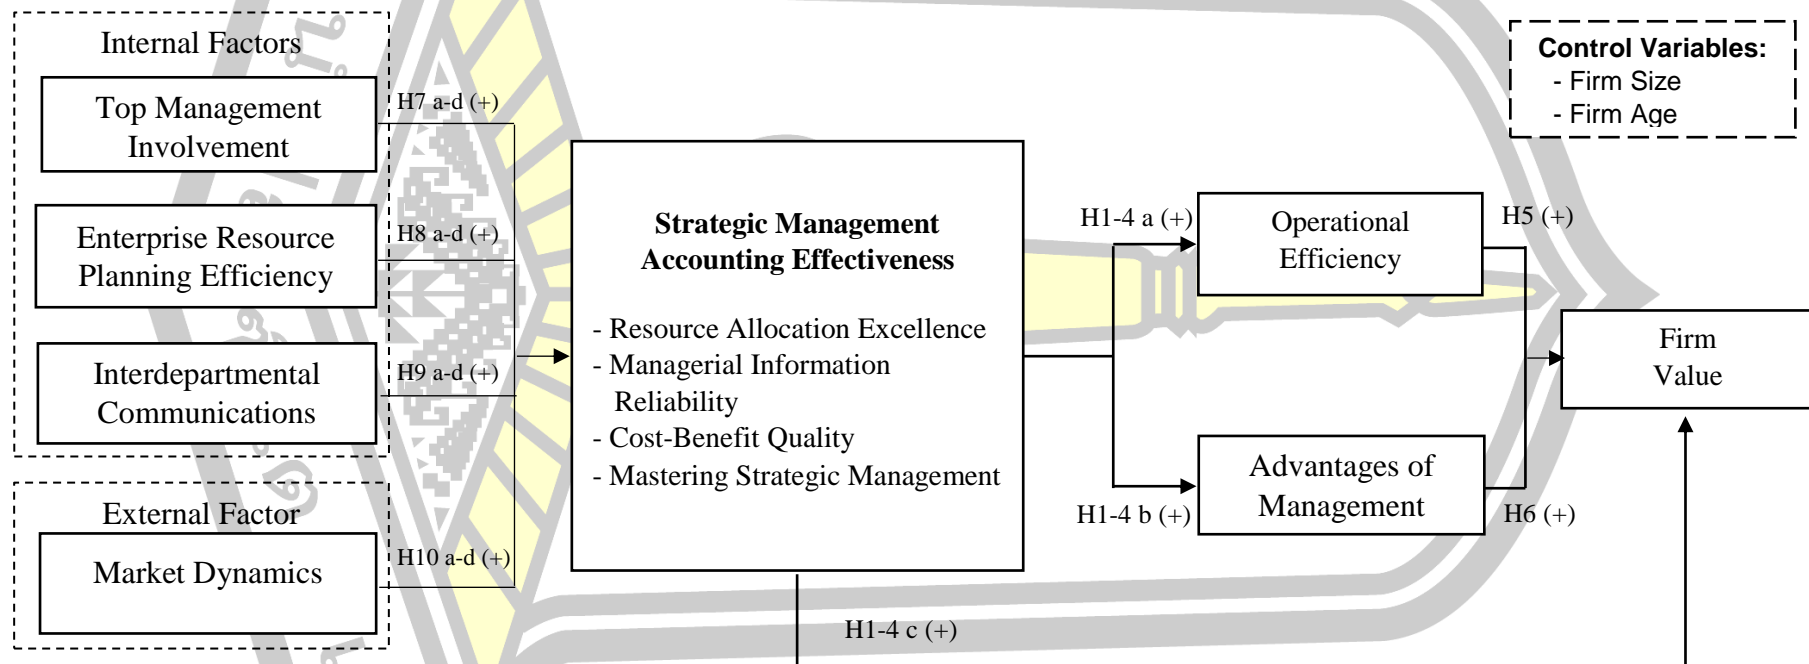 Internal Factors
Top Management
Involvement
H7 a-d (+)
Enterprise Resource
Planning Efficiency
H8 a-d (+)
Interdepartmental
Communications
H9 a-d (+)
External Factor
Market Dynamics
H10 a-d (+)
Strategic Management
Accounting Effectiveness
- Resource Allocation Excellence
- Managerial Information
Reliability
- Cost-Benefit Quality
- Mastering Strategic Management
H1-4 a (+)
H1-4 b (+)
H1-4 c (+)
Operational
Efficiency
Advantages of
Management
H5 (+)
H6 (+)
Firm
Value
Control Variables:
- Firm Size
- Firm Age